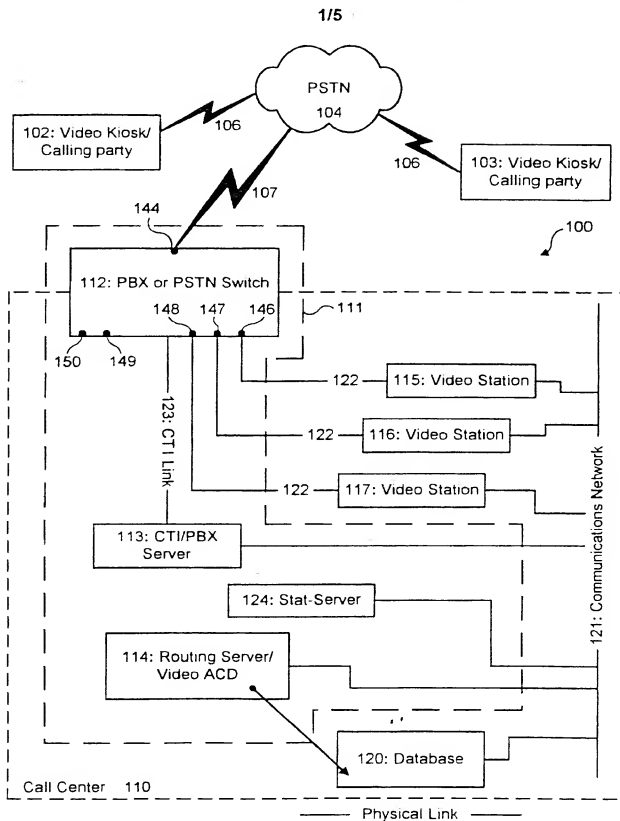 1/5
PSTN
104
102: Video Kiosk/
Calling party
106
106
103: Video Kiosk/
Calling party
107
144
100
112: PBX or PSTN Switch
148
147
146
111
150
149
123: CTI Link
122
115: Video Station
122
116: Video Station
122
117: Video Station
121: Communications Network
113: CTI/PBX
Server
124: Stat-Server
114: Routing Server/
Video ACD
120: Database
Call Center 110
Physical Link